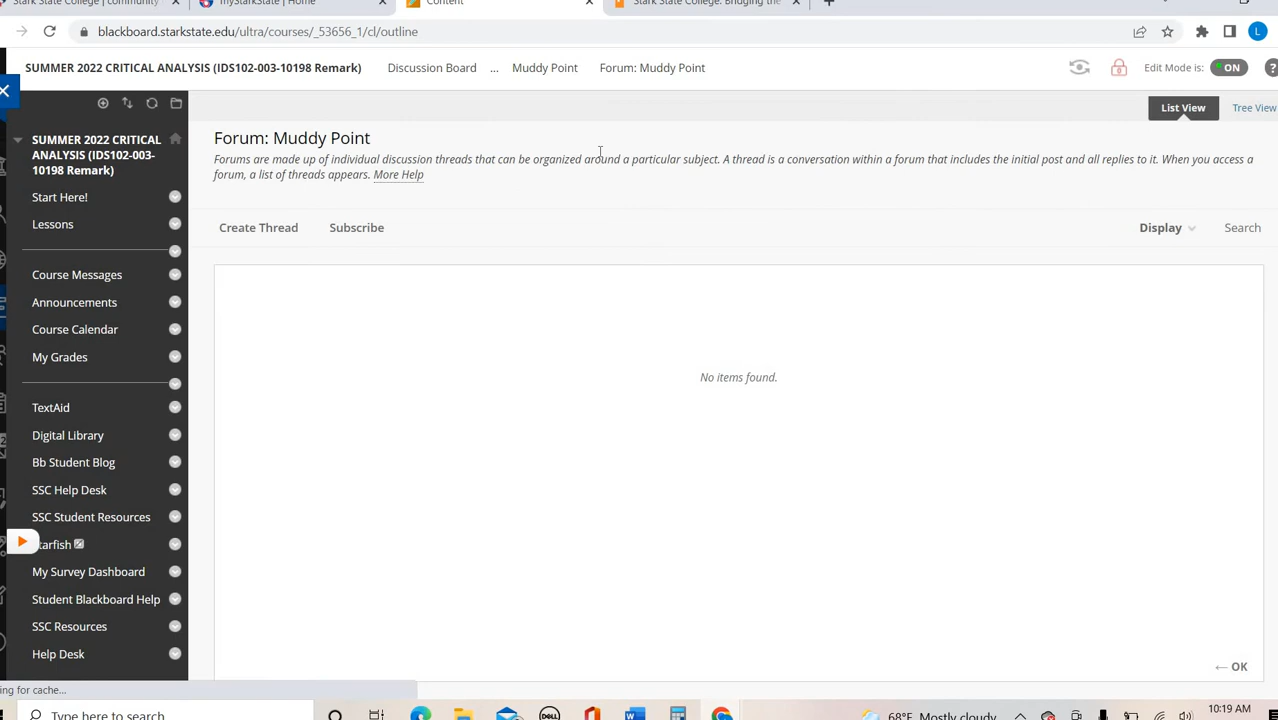 Stark State College | community
myStarkState | Home
Content
Stark State College: Bridging the
blackboard.starkstate.edu/ultra/courses/_53656_1/cl/outline
L
SUMMER 2022 CRITICAL ANALYSIS (IDS102-003-10198 Remark)
Discussion Board
...
Muddy Point
Forum: Muddy Point
Edit Mode is:
ON
?
List View
Tree View
SUMMER 2022 CRITICAL
ANALYSIS (IDS102-003-
10198 Remark)
Start Here!
Lessons
Course Messages
Announcements
Course Calendar
My Grades
TextAid
Digital Library
Bb Student Blog
SSC Help Desk
SSC Student Resources
tarfish
My Survey Dashboard
Student Blackboard Help
SSC Resources
Help Desk
Forum: Muddy Point
Forums are made up of individual discussion threads that can be organized around a particular subject. A thread is a conversation within a forum that includes the initial post and all replies to it. When you access a
forum, a list of threads appears. More Help
Create Thread
Subscribe
Display
Search
No items found.
← OK
ng for cache...
Type here to search
DELL
W
68°F Mostly cloudy
10:19 AM